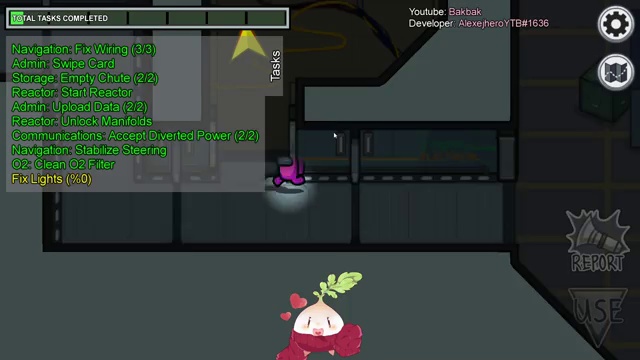 TOTAL TASKS COMPLETED
Youtube: Bakbak
Developer: AlexejheroYTB#1636
Navigation: Fix Wiring (3/3)
Admin: Swipe Card
Storage: Empty Chute (2/2)
Reactor: Start Reactor
Admin: Upload Data (2/2)
Reactor: Unlock Manifolds
Communications: Accept Diverted Power (2/2)
Navigation: Stabilize Steering
O2: Clean O2 Filter
Fix Lights (%0)
Tasks
REPORT
USE